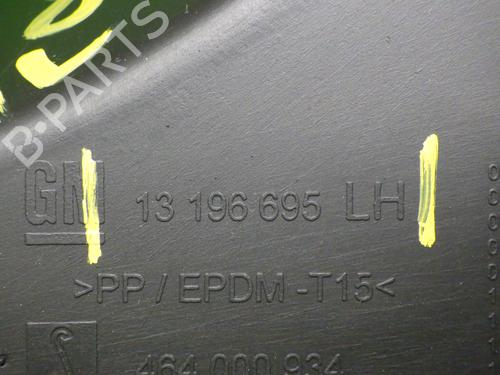 B-PARTS
GM 13 196 695 LH
>PP / EPDM -T15<
464 000 934